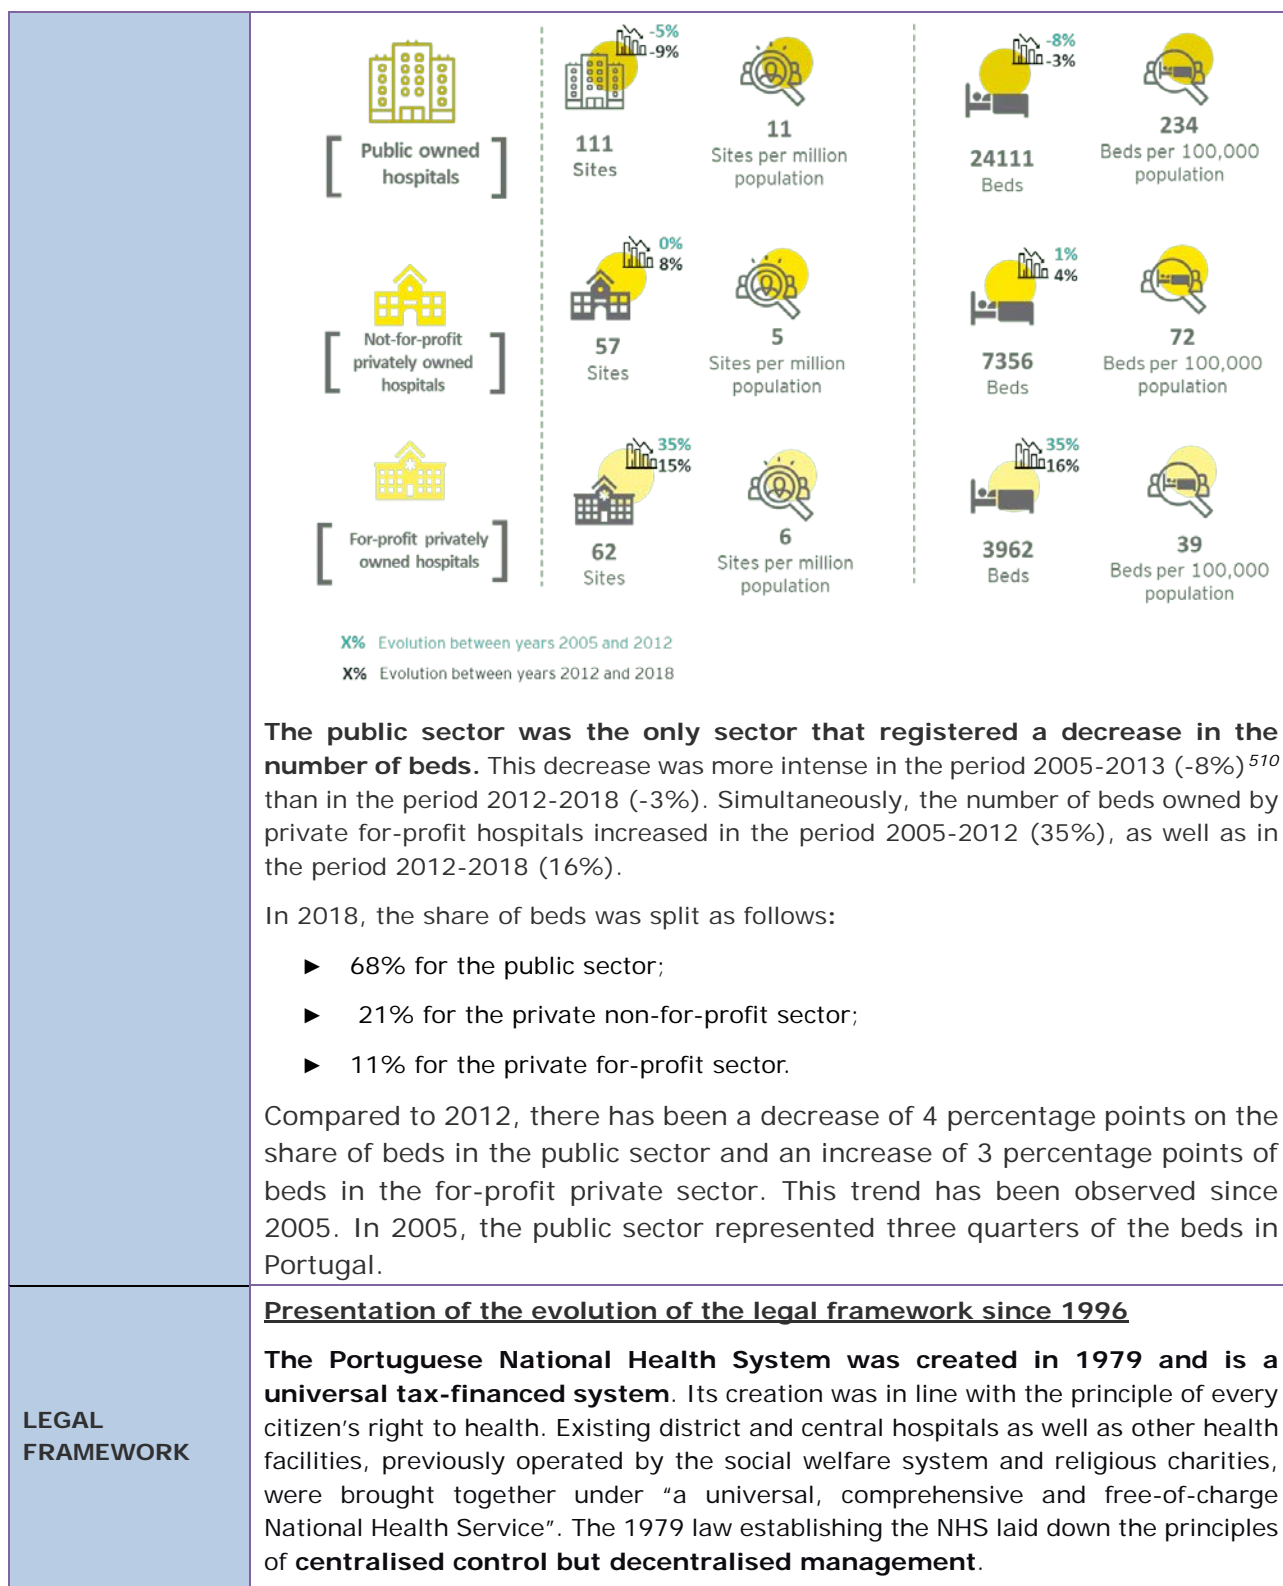 -5%
-9%
-8%
-3%
Public owned
hospitals
111
Sites
11
Sites per million
population
24111
Beds
234
Beds per 100,000
population
0%
8%
1%
4%
Not-for-profit
privately owned
hospitals
57
Sites
5
Sites per million
population
7356
Beds
72
Beds per 100,000
population
35%
15%
35%
16%
For-profit privately
owned hospitals
62
Sites
6
Sites per million
population
3962
Beds
39
Beds per 100,000
population
X% Evolution between years 2005 and 2012
X% Evolution between years 2012 and 2018
The public sector was the only sector that registered a decrease in the
number of beds. This decrease was more intense in the period 2005-2013 (-8%)510
than in the period 2012-2018 (-3%). Simultaneously, the number of beds owned by
private for-profit hospitals increased in the period 2005-2012 (35%), as well as in
the period 2012-2018 (16%).
In 2018, the share of beds was split as follows:
► 68% for the public sector;
► 21% for the private non-for-profit sector;
► 11% for the private for-profit sector.
Compared to 2012, there has been a decrease of 4 percentage points on the
share of beds in the public sector and an increase of 3 percentage points of
beds in the for-profit private sector. This trend has been observed since
2005. In 2005, the public sector represented three quarters of the beds in
Portugal.
LEGAL
FRAMEWORK
Presentation of the evolution of the legal framework since 1996
The Portuguese National Health System was created in 1979 and is a
universal tax-financed system. Its creation was in line with the principle of every
citizen's right to health. Existing district and central hospitals as well as other health
facilities, previously operated by the social welfare system and religious charities,
were brought together under "a universal, comprehensive and free-of-charge
National Health Service". The 1979 law establishing the NHS laid down the principles
of centralised control but decentralised management.